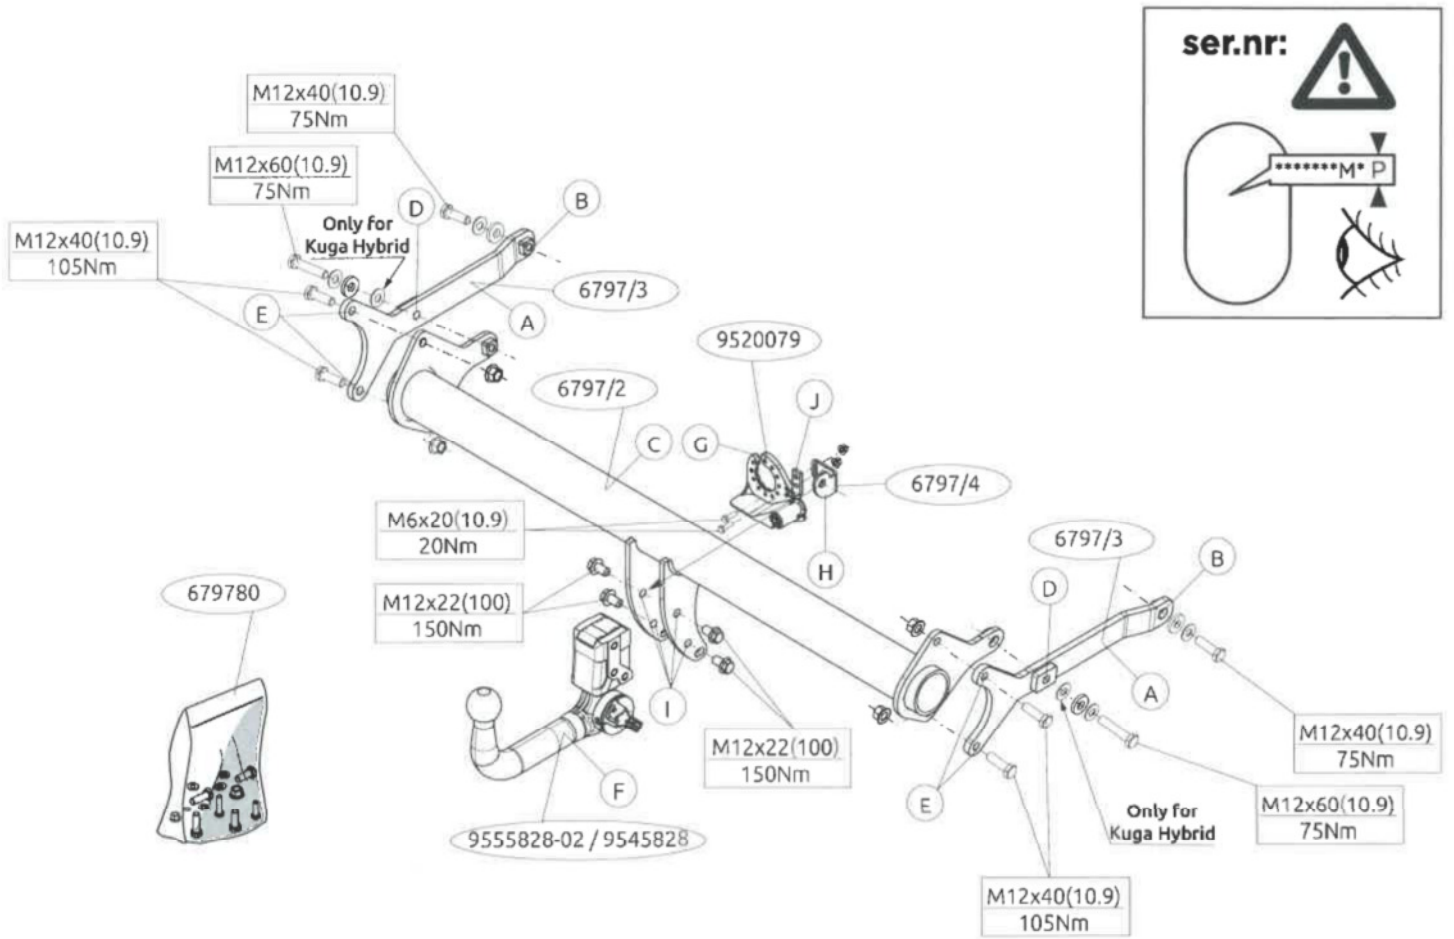 ser.nr:
*******M* P
M12x40(10.9)
75Nm
M12x60(10.9)
75Nm
D
B
Only for
Kuga Hybrid
M12x40(10.9)
105Nm
6797/3
E
A
9520079
6797/2
J
C
G
6797/4
M6x20(10.9)
20Nm
6797/3
B
H
D
679780
M12x22(100)
150Nm
A
I
M12x22(100)
150Nm
M12x40(10.9)
75Nm
F
E
Only for
Kuga Hybrid
M12x60(10.9)
75Nm
9555828-02 / 9545828
M12x40(10.9)
105Nm